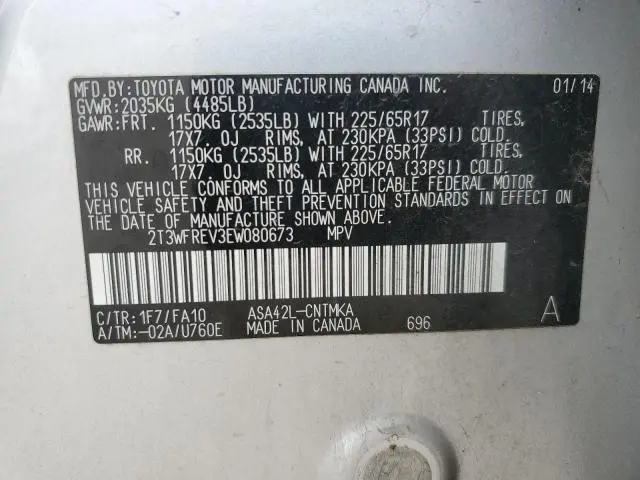 MFD.BY:TOYOTA MOTOR MANUFACTURING CANADA INC. 01/14
GVWR:2035KG (4485LB)
GAWR:FRT. 1150KG (2535LB) WITH 225/65R17 TIRES,
17X7. 0J RIMS, AT 230KPA (33PSI) COLD.
RR. 1150KG (2535LB) WITH 225/65R17 TIRES,
17X7. 0J RIMS, AT 230KPA (33PSI) COLD.
THIS VEHICLE CONFORMS TO ALL APPLICABLE FEDERAL MOTOR
VEHICLE SAFETY AND THEFT PREVENTION STANDARDS IN EFFECT ON
THE DATE OF MANUFACTURE SHOWN ABOVE.
2T3WFREV3EW080673 MPV
C/TR:1F7/FA10 ASA42L-CNTMKA A
A/TM:-02A/U760E MADE IN CANADA 696